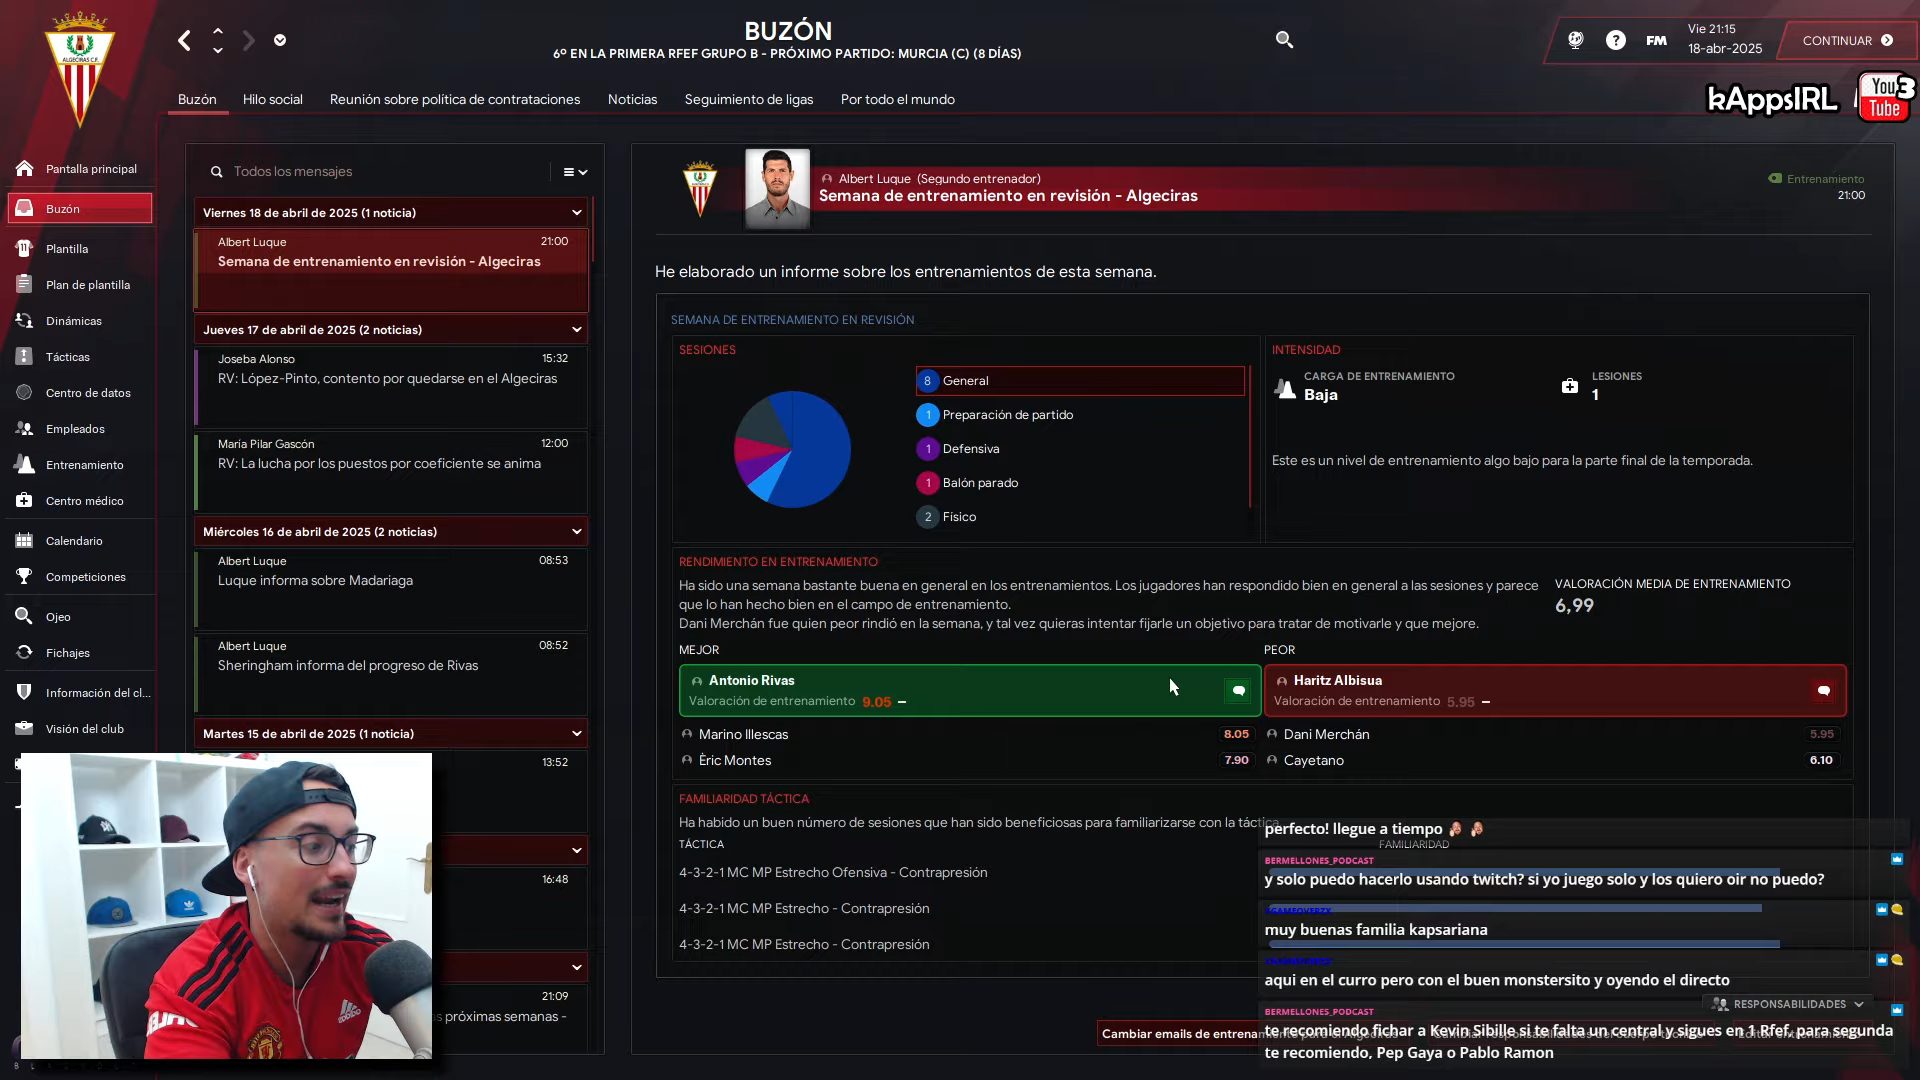 ALGECIRAS C.F.
BUZÓN
6º EN LA PRIMERA RFEF GRUPO B - PRÓXIMO PARTIDO: MURCIA (C) (8 DÍAS)
FM
Vie 21:15
18-abr-2025
CONTINUAR
Buzón
Hilo social
Reunión sobre política de contrataciones
Noticias
Seguimiento de ligas
Por todo el mundo
kAppsIRL
You Tube
3
Pantalla principal
Buzón
Plantilla
Plan de plantilla
Dinámicas
Tácticas
Centro de datos
Empleados
Entrenamiento
Centro médico
Calendario
Competiciones
Ojeo
Fichajes
Información del cl...
Visión del club
Todos los mensajes
Viernes 18 de abril de 2025 (1 noticia)
Albert Luque 21:00
Semana de entrenamiento en revisión - Algeciras
Jueves 17 de abril de 2025 (2 noticias)
Joseba Alonso 15:32
RV: López-Pinto, contento por quedarse en el Algeciras
María Pilar Gascón 12:00
RV: La lucha por los puestos por coeficiente se anima
Miércoles 16 de abril de 2025 (2 noticias)
Albert Luque 08:53
Luque informa sobre Madariaga
Albert Luque 08:52
Sheringham informa del progreso de Rivas
Martes 15 de abril de 2025 (1 noticia)
13:52
16:48
21:09
s próximas semanas -
Albert Luque (Segundo entrenador)
Semana de entrenamiento en revisión - Algeciras
Entrenamiento
21:00
He elaborado un informe sobre los entrenamientos de esta semana.
SEMANA DE ENTRENAMIENTO EN REVISIÓN
SESIONES
8 General
1 Preparación de partido
1 Defensiva
1 Balón parado
2 Físico
INTENSIDAD
CARGA DE ENTRENAMIENTO
Baja
LESIONES
1
Este es un nivel de entrenamiento algo bajo para la parte final de la temporada.
RENDIMIENTO EN ENTRENAMIENTO
Ha sido una semana bastante buena en general en los entrenamientos. Los jugadores han respondido bien en general a las sesiones y parece
que lo han hecho bien en el campo de entrenamiento.
Dani Merchán fue quien peor rindió en la semana, y tal vez quieras intentar fijarle un objetivo para tratar de motivarle y que mejore.
VALORACIÓN MEDIA DE ENTRENAMIENTO
6,99
MEJOR
Antonio Rivas
Valoración de entrenamiento 9.05 –
Marino Illescas 8.05
Èric Montes 7.90
PEOR
Haritz Albisua
Valoración de entrenamiento 5.95 –
Dani Merchán 5.95
Cayetano 6.10
FAMILIARIDAD TÁCTICA
Ha habido un buen número de sesiones que han sido beneficiosas para familiarizarse con la táctica.
TÁCTICA
FAMILIARIDAD
4-3-2-1 MC MP Estrecho Ofensiva - Contrapresión
4-3-2-1 MC MP Estrecho - Contrapresión
4-3-2-1 MC MP Estrecho - Contrapresión
perfecto! llegue a tiempo
BERMELLONES_PODCAST
y solo puedo hacerlo usando twitch? si yo juego solo y los quiero oir no puedo?
muy buenas familia kapsariana
aqui en el curro pero con el buen monstersito y oyendo el directo
RESPONSABILIDADES
BERMELLONES_PODCAST
te recomiendo fichar a Kevin Sibille si te falta un central y sigues en 1 Rfef, para segunda
te recomiendo, Pep Gaya o Pablo Ramon
Cambiar emails de entrenamiento para el Algeciras